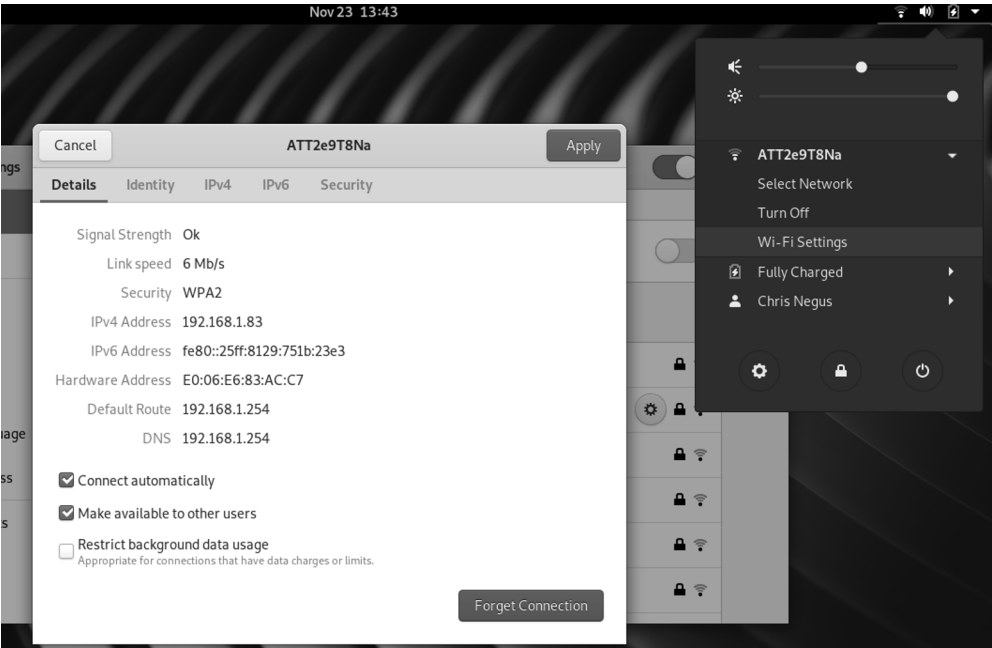 Nov 23 13:43
Cancel
ATT2e9T8Na
Apply
Details Identity IPv4 IPv6 Security
Signal Strength Ok
Link speed 6 Mb/s
Security WPA2
IPv4 Address 192.168.1.83
IPv6 Address fe80::25ff:8129:751b:23e3
Hardware Address E0:06:E6:83:AC:C7
Default Route 192.168.1.254
DNS 192.168.1.254
Connect automatically
Make available to other users
Restrict background data usage
Appropriate for connections that have data charges or limits.
Forget Connection
ATT2e9T8Na
Select Network
Turn Off
Wi-Fi Settings
Fully Charged
Chris Negus